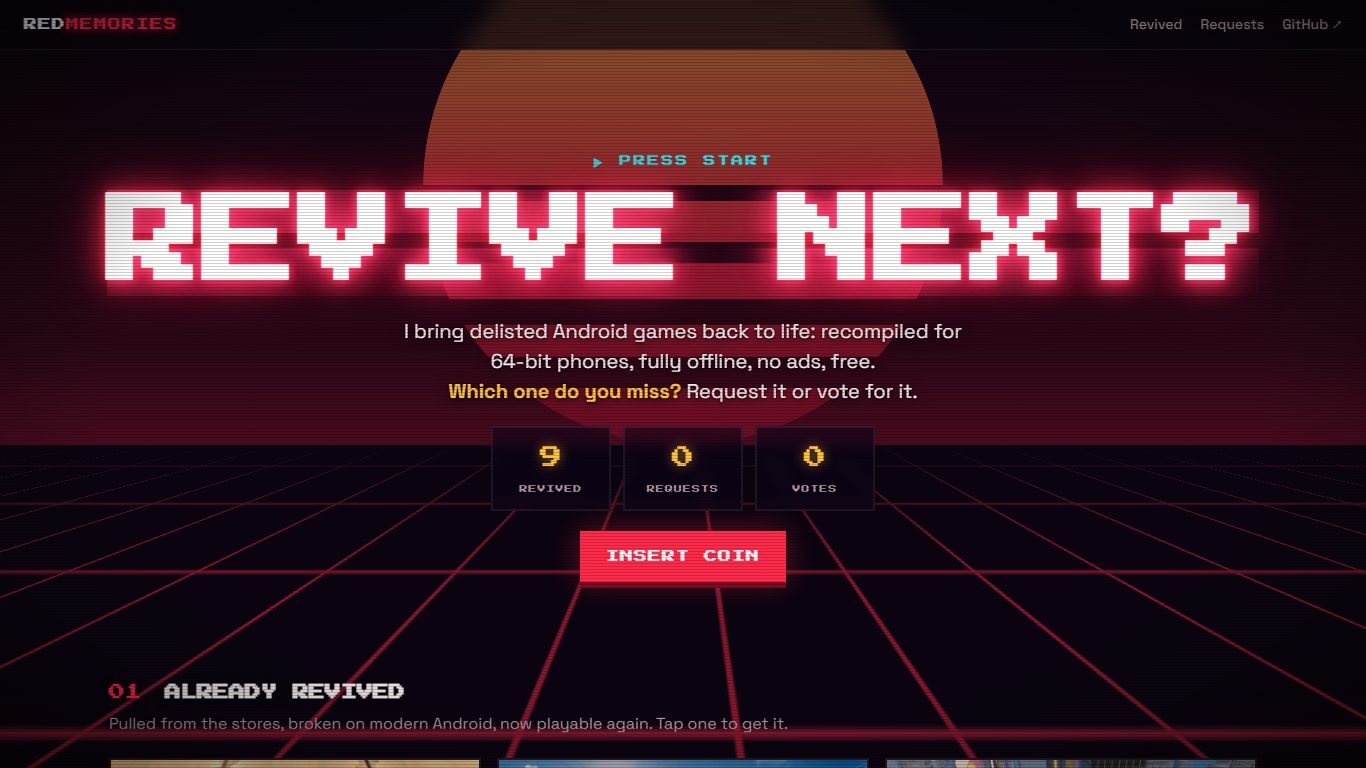 REDMEMORIES
Revived Requests GitHub ↗
▶ PRESS START
REVIVE NEXT?
I bring delisted Android games back to life: recompiled for
64-bit phones, fully offline, no ads, free.
Which one do you miss? Request it or vote for it.
9 0 0
REVIVED REQUESTS VOTES
INSERT COIN
01 ALREADY REVIVED
Pulled from the stores, broken on modern Android, now playable again. Tap one to get it.